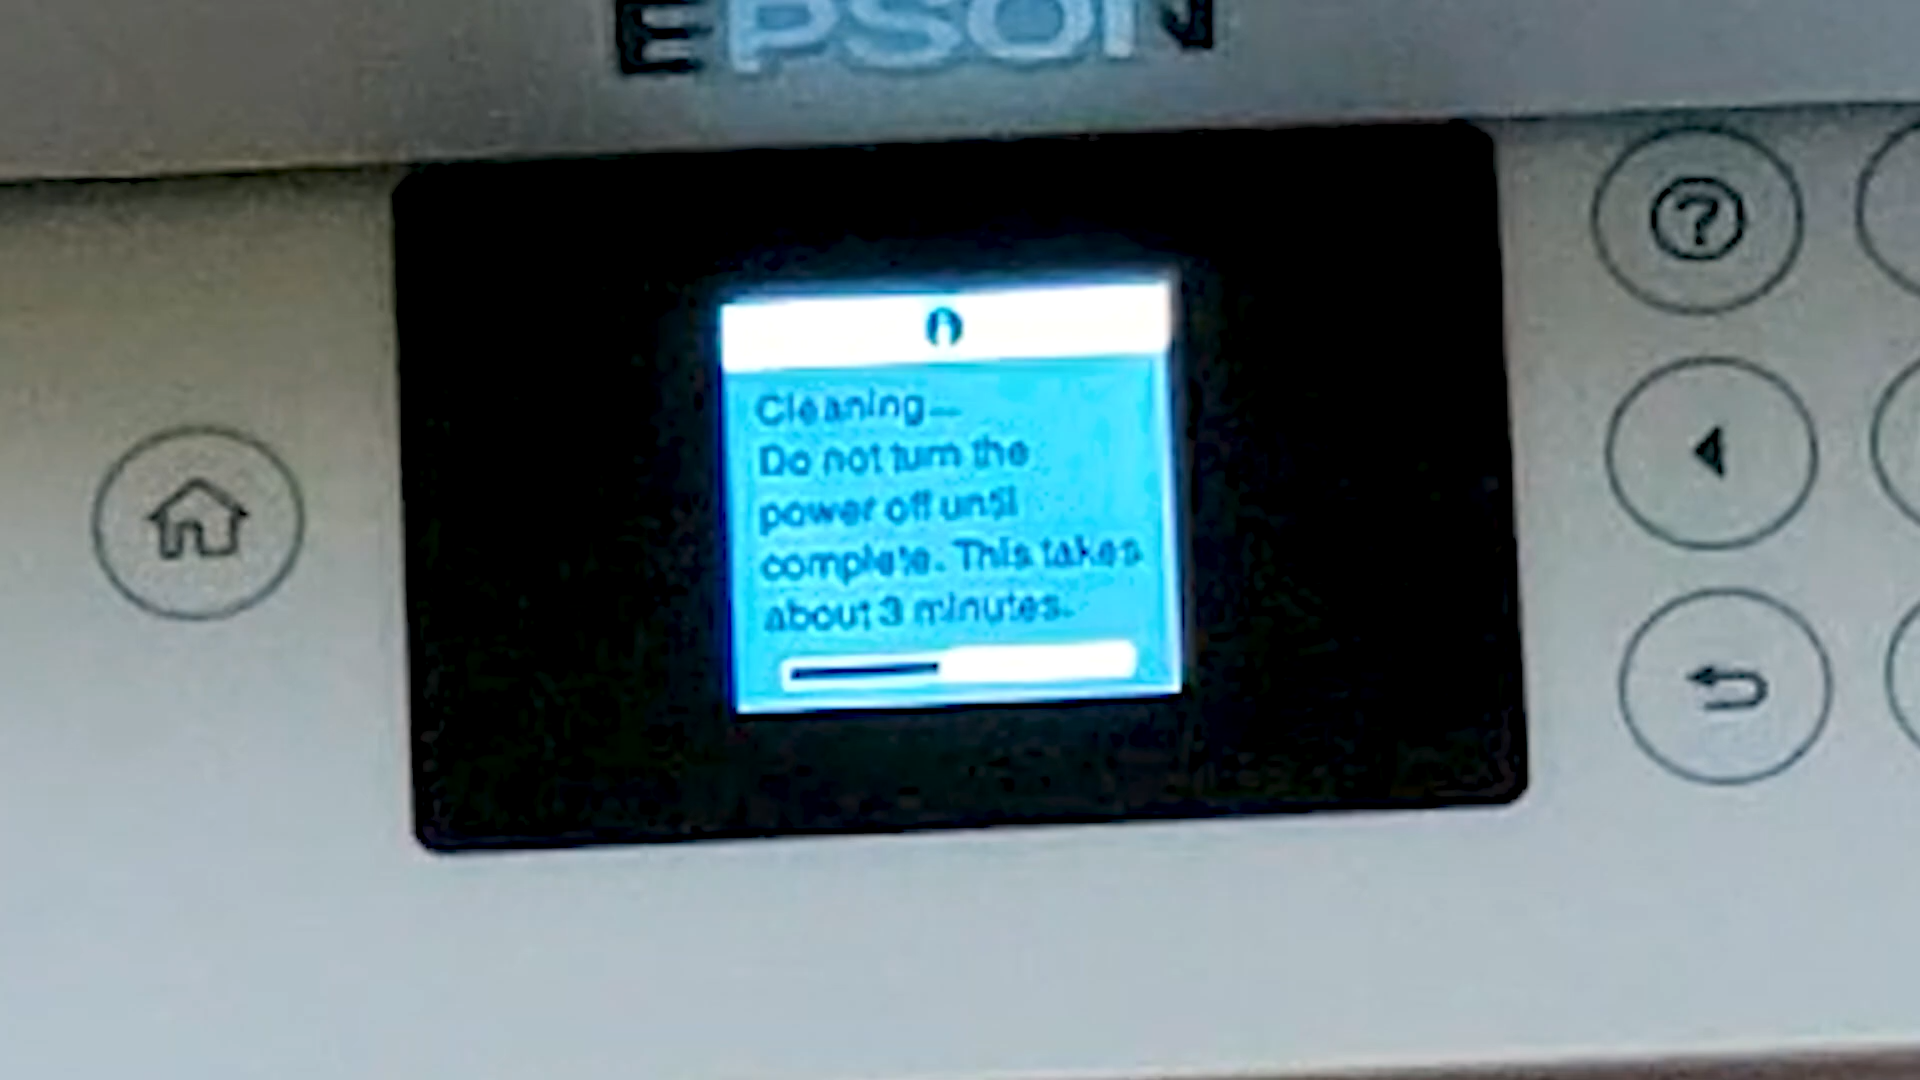 EPSON
Cleaning...
Do not turn the
power off until
complete. This takes
about 3 minutes.